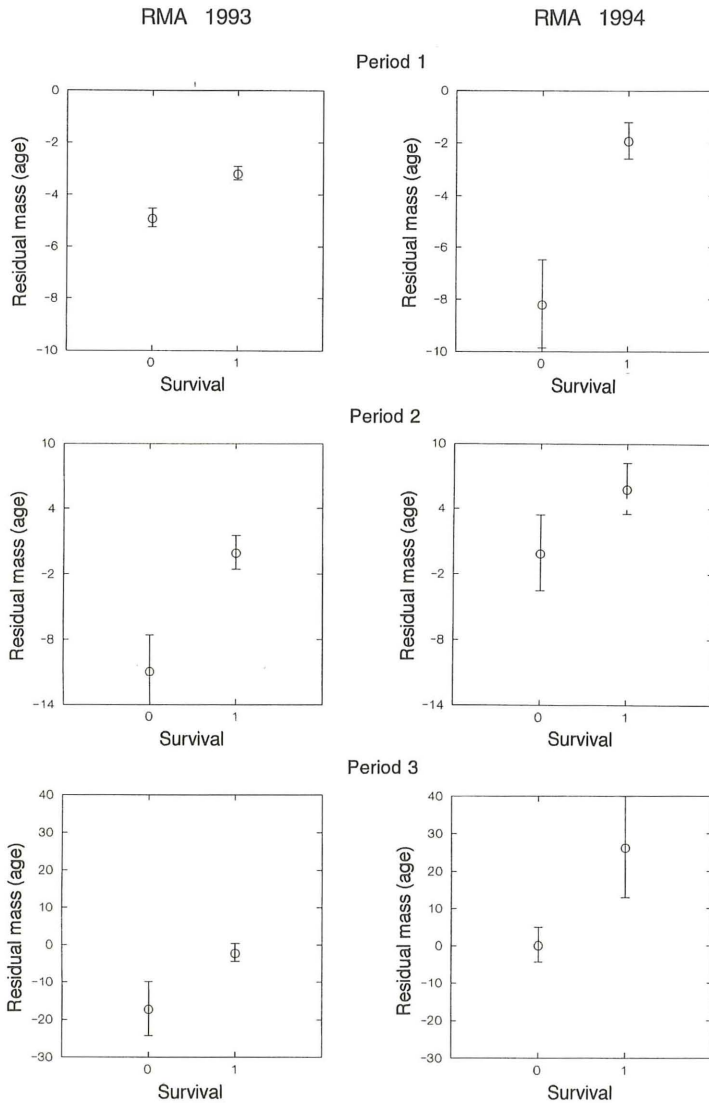 RMA 1993
RMA 1994
Period 1
Residual mass (age)
0
-2
-4
-6
-8
-10
0
1
Survival
Residual mass (age)
0
-2
-4
-6
-8
-10
0
1
Survival
Period 2
Residual mass (age)
10
4
-2
-8
-14
0
1
Survival
Residual mass (age)
10
4
-2
-8
-14
0
1
Survival
Period 3
Residual mass (age)
40
30
20
10
0
-10
-20
-30
0
1
Survival
Residual mass (age)
40
30
20
10
0
-10
-20
-30
0
1
Survival